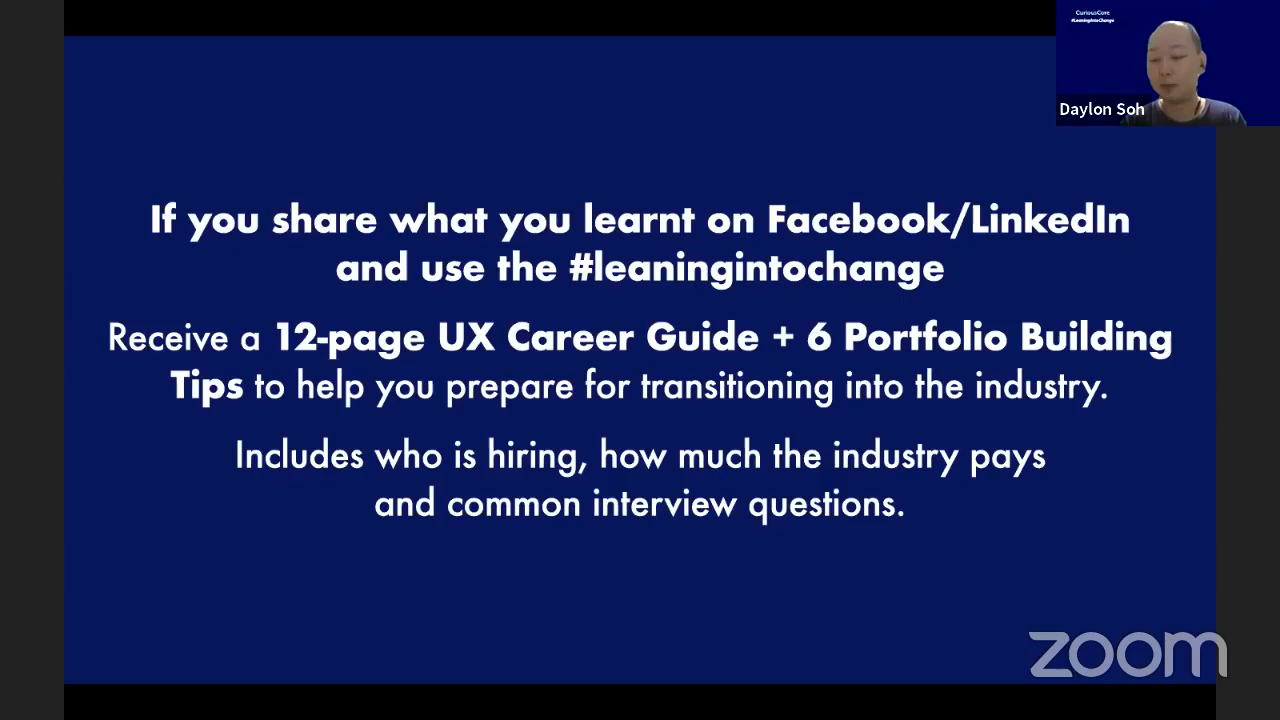 CuriousCore
#LeaningIntoChange
Daylon Soh
If you share what you learnt on Facebook/LinkedIn
and use the #leaningintochange
Receive a 12-page UX Career Guide + 6 Portfolio Building
Tips to help you prepare for transitioning into the industry.
Includes who is hiring, how much the industry pays
and common interview questions.
zoom